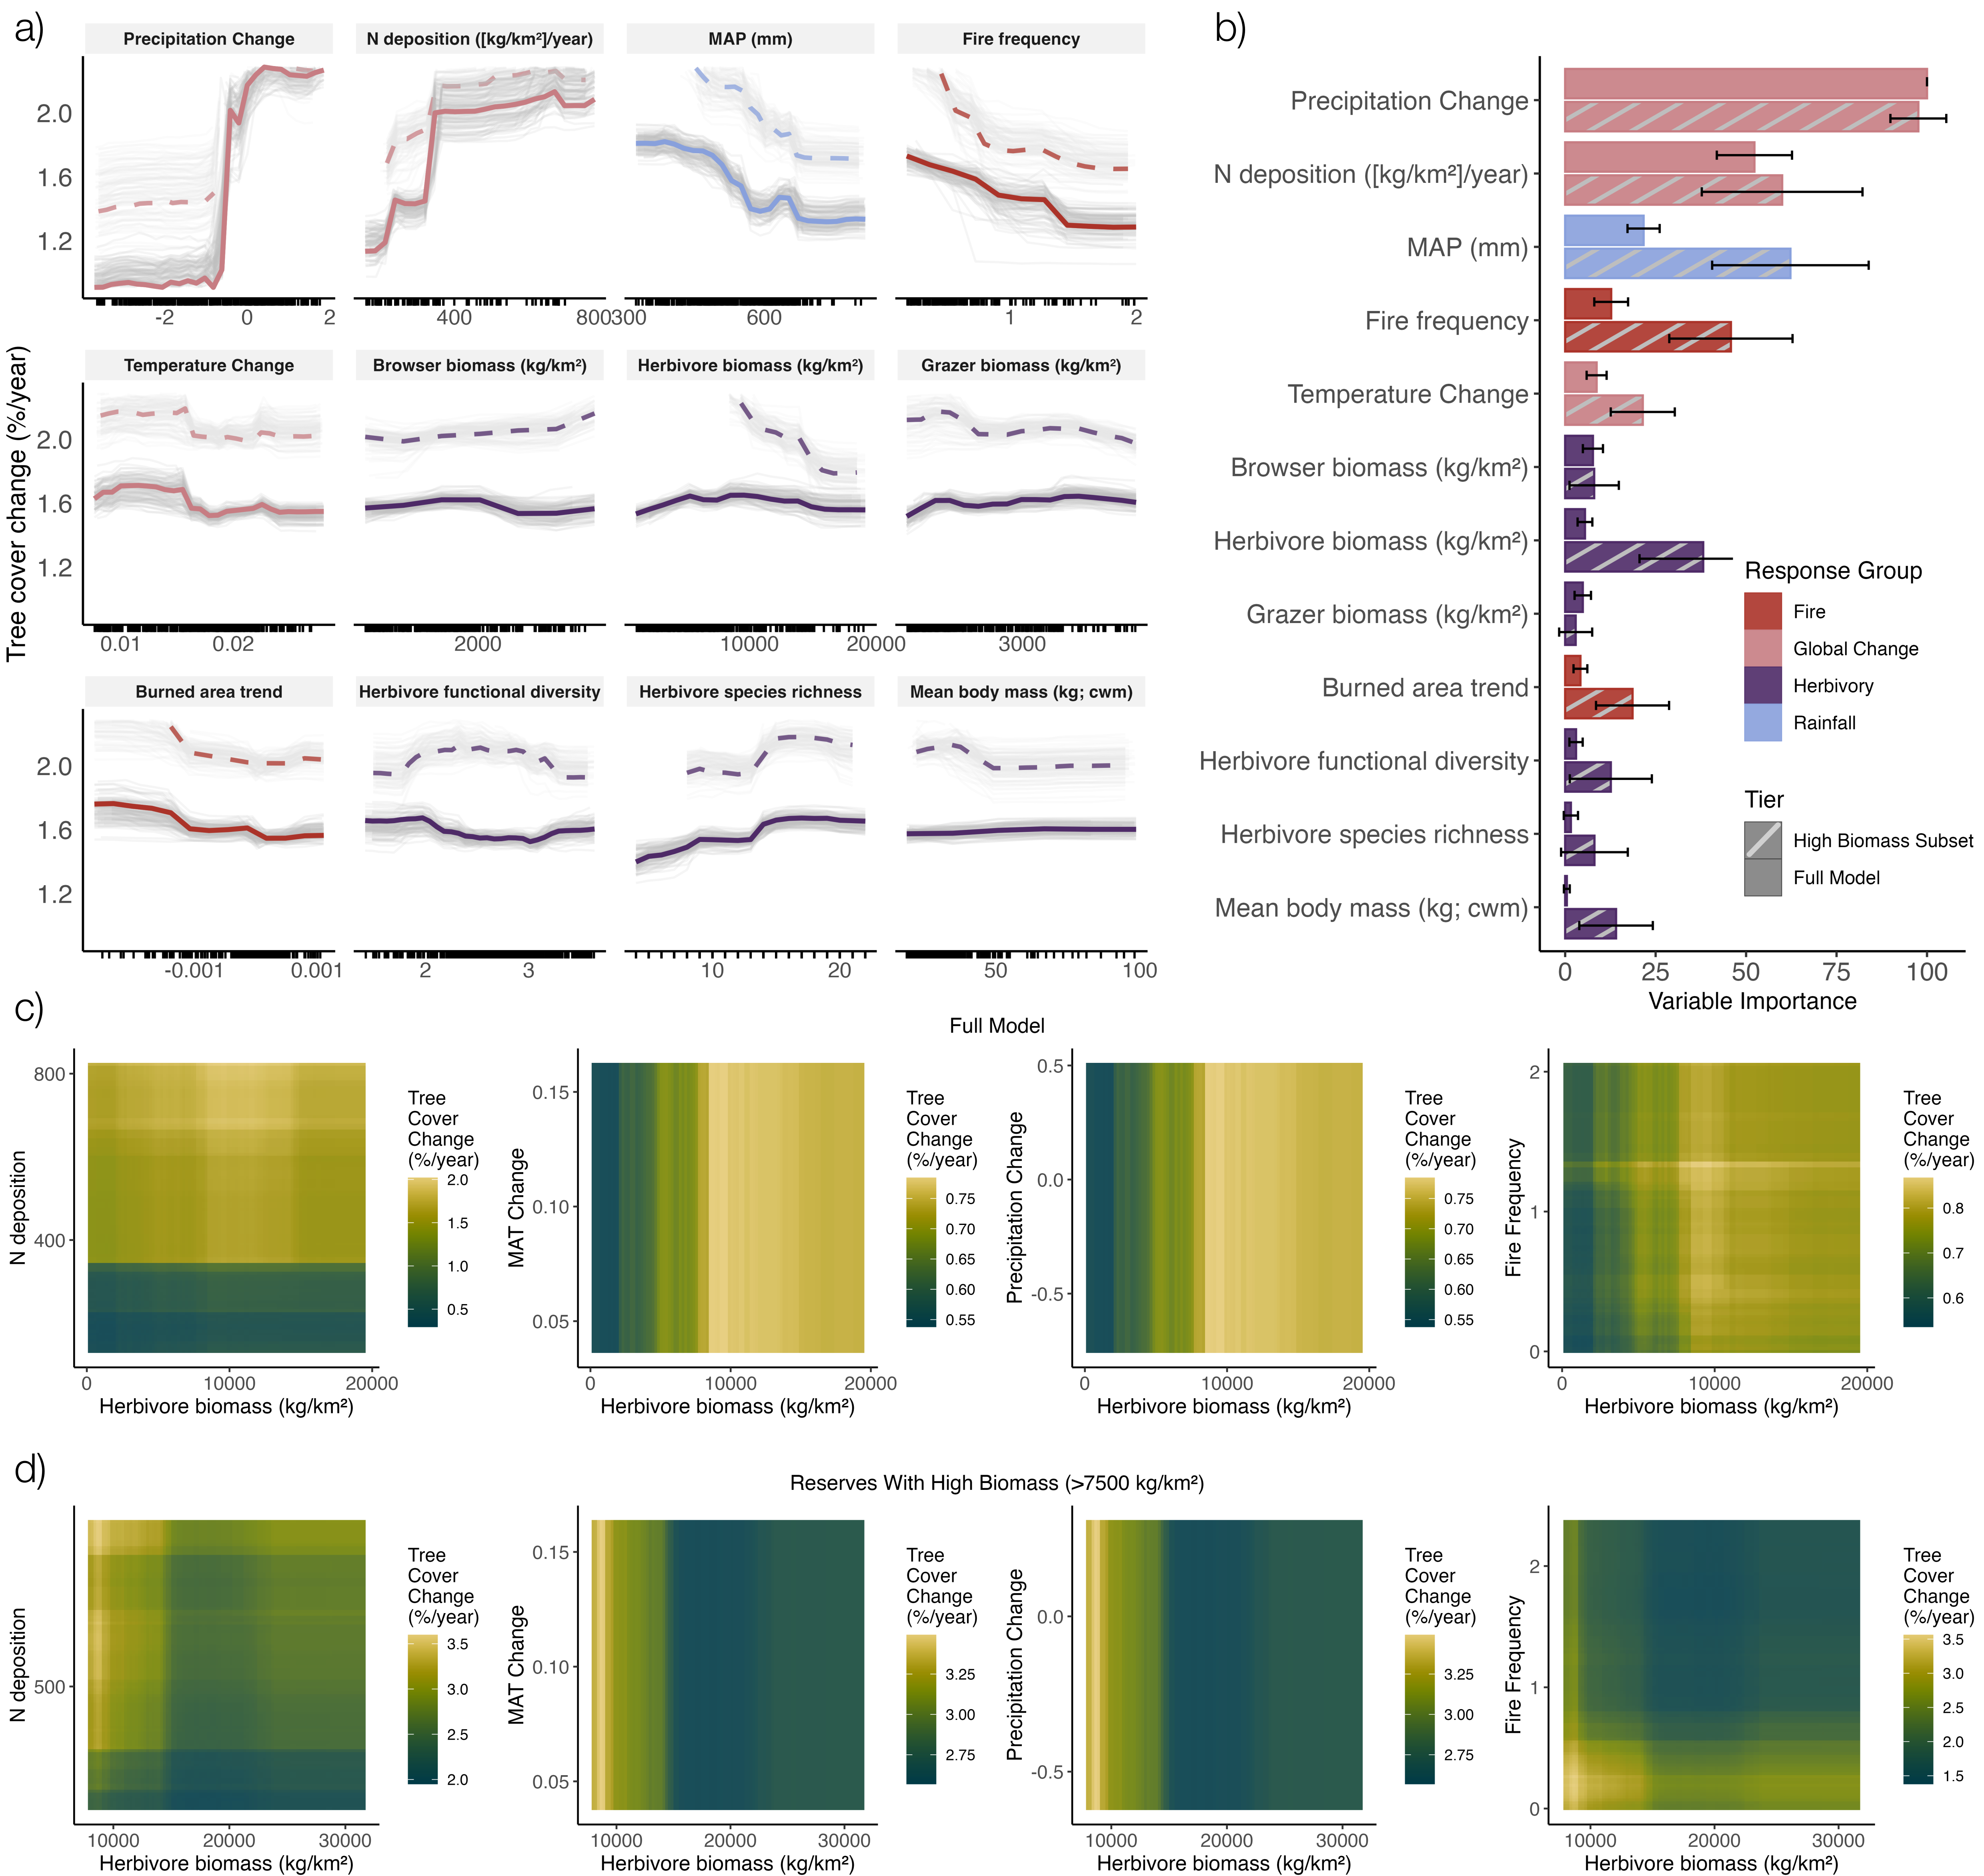 a)
Precipitation Change
N deposition ([kg/km²]/year)
MAP (mm)
Fire frequency
2.0
1.6
1.2
-2 0 2
400 800
300 600
1 2
Tree cover change (%/year)
Temperature Change
Browser biomass (kg/km²)
Herbivore biomass (kg/km²)
Grazer biomass (kg/km²)
2.0
1.6
1.2
0.01 0.02
2000
10000 20000
3000
Burned area trend
Herbivore functional diversity
Herbivore species richness
Mean body mass (kg; cwm)
2.0
1.6
1.2
-0.001 0.001
2 3
10 20
50 100
b)
Precipitation Change
N deposition ([kg/km²]/year)
MAP (mm)
Fire frequency
Temperature Change
Browser biomass (kg/km²)
Herbivore biomass (kg/km²)
Grazer biomass (kg/km²)
Burned area trend
Herbivore functional diversity
Herbivore species richness
Mean body mass (kg; cwm)
0 25 50 75 100
Variable Importance
Response Group
Fire
Global Change
Herbivory
Rainfall
Tier
High Biomass Subset
Full Model
c)
Full Model
N deposition
800
400
0 10000 20000
Herbivore biomass (kg/km²)
Tree
Cover
Change
(%/year)
2.0
1.5
1.0
0.5
MAT Change
0.15
0.10
0.05
0 10000 20000
Herbivore biomass (kg/km²)
Tree
Cover
Change
(%/year)
0.75
0.70
0.65
0.60
0.55
Precipitation Change
0.5
0.0
-0.5
0 10000 20000
Herbivore biomass (kg/km²)
Tree
Cover
Change
(%/year)
0.75
0.70
0.65
0.60
0.55
Fire Frequency
2
1
0
0 10000 20000
Herbivore biomass (kg/km²)
Tree
Cover
Change
(%/year)
0.8
0.7
0.6
d)
Reserves With High Biomass (>7500 kg/km²)
N deposition
500
10000 20000 30000
Herbivore biomass (kg/km²)
Tree
Cover
Change
(%/year)
3.5
3.0
2.5
2.0
MAT Change
0.15
0.10
0.05
10000 20000 30000
Herbivore biomass (kg/km²)
Tree
Cover
Change
(%/year)
3.25
3.00
2.75
Precipitation Change
0.0
-0.5
10000 20000 30000
Herbivore biomass (kg/km²)
Tree
Cover
Change
(%/year)
3.25
3.00
2.75
Fire Frequency
2
1
0
10000 20000 30000
Herbivore biomass (kg/km²)
Tree
Cover
Change
(%/year)
3.5
3.0
2.5
2.0
1.5